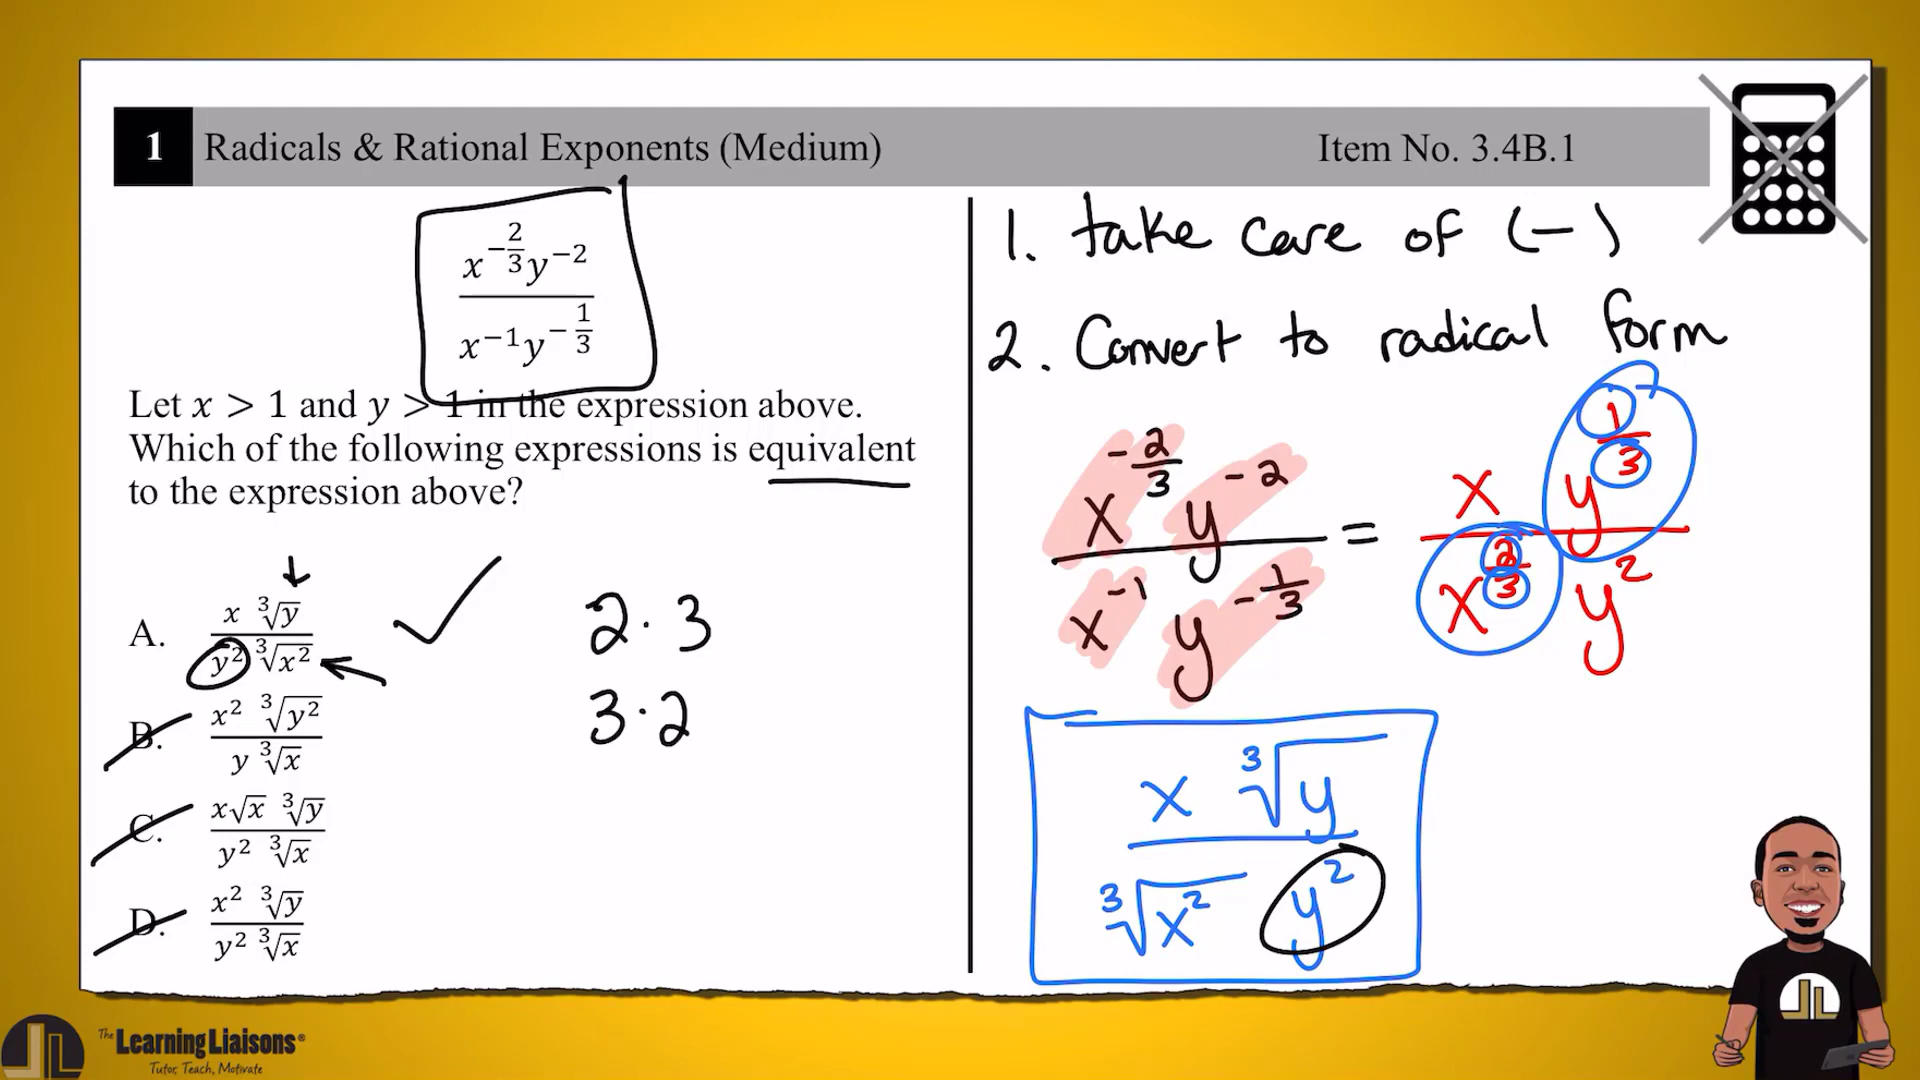 1 Radicals & Rational Exponents (Medium) Item No. 3.4B.1
x^{-2/3}y^{-2}
x^{-1}y^{-1/3}
Let x > 1 and y > 1 in the expression above.
Which of the following expressions is equivalent
to the expression above?
A. x ∛y / y² ∛x²
B. x² ∛y² / y ∛x
C. x√x ∛y / y² ∛x
D. x² ∛y / y² ∛x
2 · 3
3 · 2
1. take care of (−)
2. Convert to radical form
x^{-2/3} y^{-2} / x^{-1} y^{-1/3} = x y^{1/3} / x^{2/3} y²
x ∛y
∛x² y²
JL
The Learning Liaisons®
Tutor, Teach, Motivate
JL